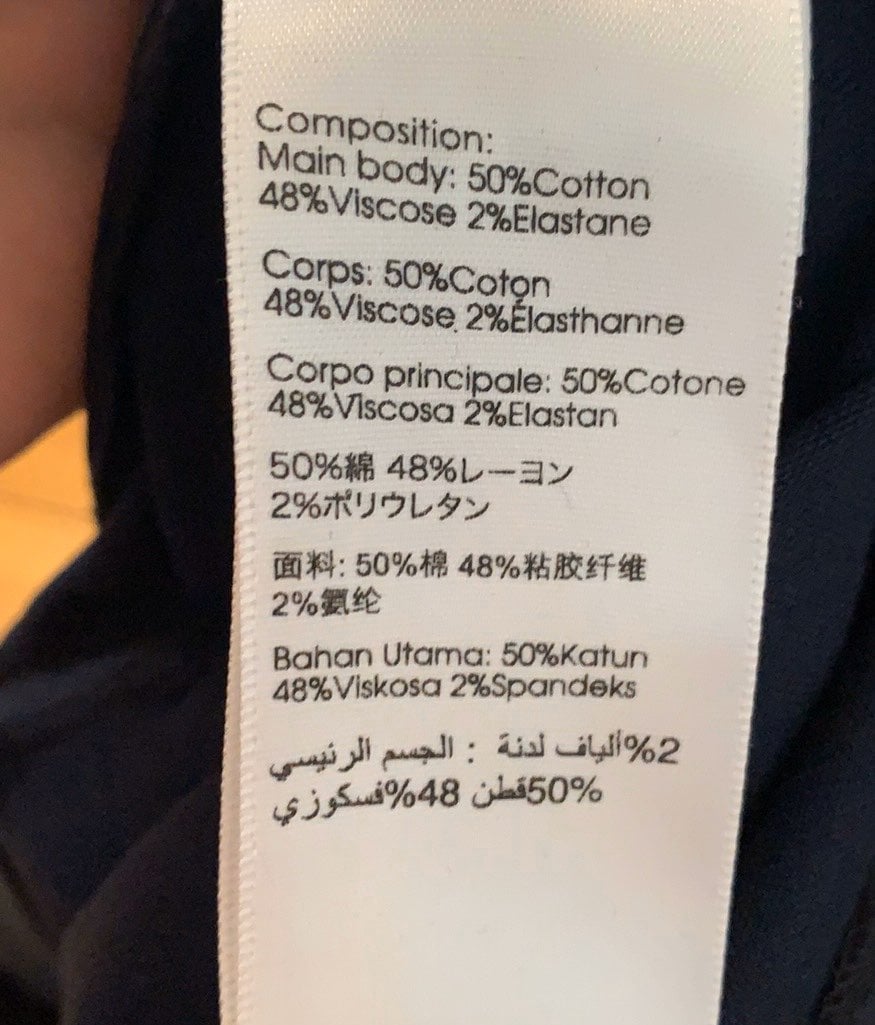 Composition:
Main body: 50%Cotton
48%Viscose 2%Elastane
Corps: 50%Coton
48%Viscose 2%Élasthanne
Corpo principale: 50%Cotone
48%Viscosa 2%Elastan
50%綿 48%レーヨン
2%ポリウレタン
面料: 50%棉 48%粘胶纤维
2%氨纶
Bahan Utama: 50%Katun
48%Viskosa 2%Spandeks
2%ألياف لدنة : الجسم الرئيسي
50%قطن 48%فسكوزي